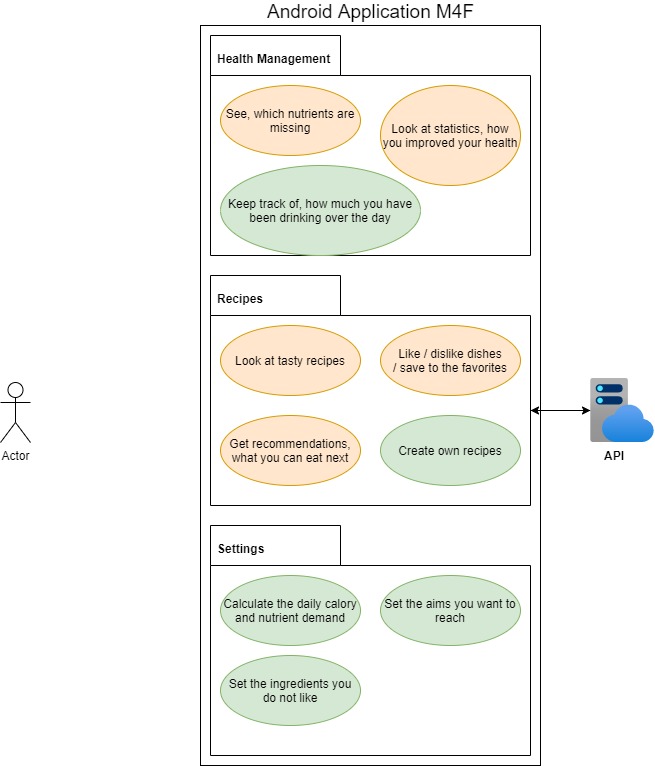 Android Application M4F
Health Management
See, which nutrients are
missing
Look at statistics, how
you improved your health
Keep track of, how much you have
been drinking over the day
Recipes
Look at tasty recipes
Like / dislike dishes
/ save to the favorites
Get recommendations,
what you can eat next
Create own recipes
Actor
API
Settings
Calculate the daily calory
and nutrient demand
Set the aims you want to
reach
Set the ingredients you
do not like